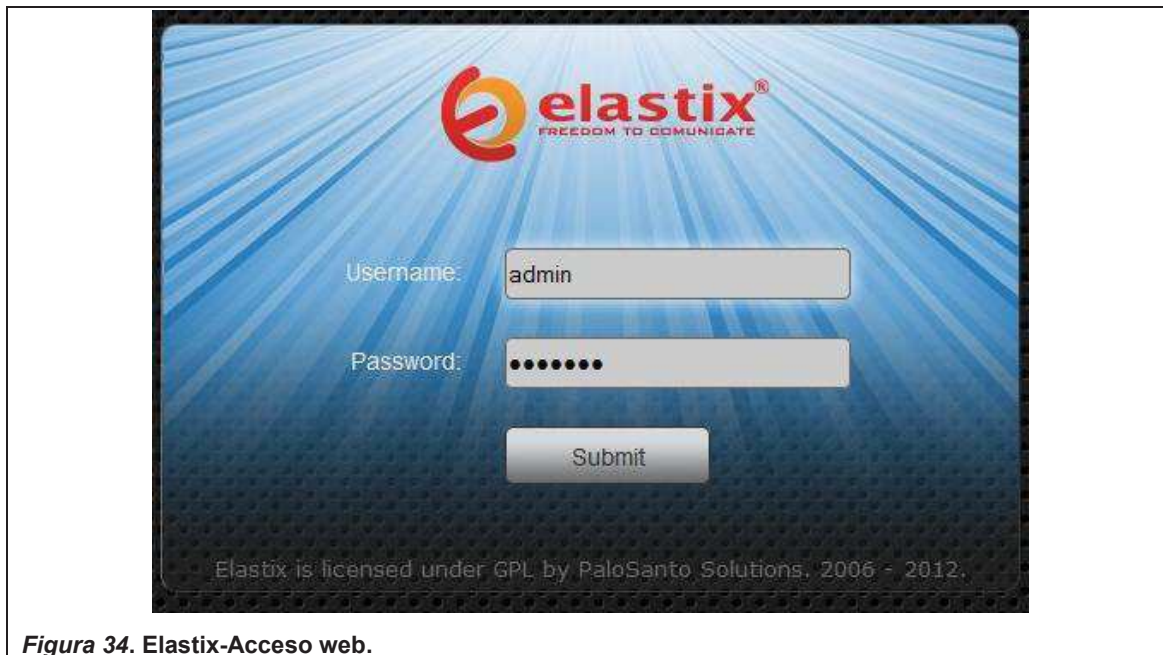 elastix®
FREEDOM TO COMUNICATE
Username: admin
Password: •••••••
Submit
Elastix is licensed under GPL by PaloSanto Solutions. 2006 - 2012.
Figura 34. Elastix-Acceso web.